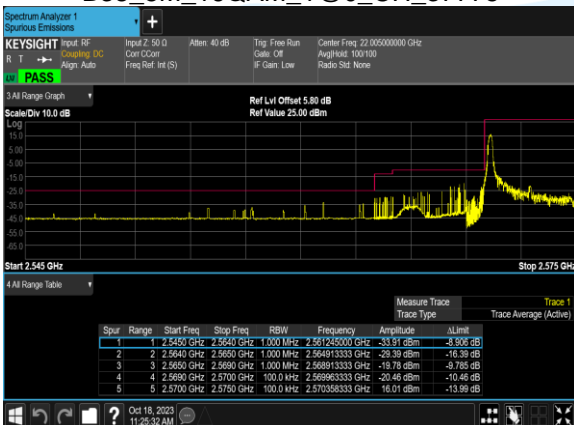 Spectrum Analyzer 1
Spurious Emissions
KEYSIGHT Input: RF Input Z: 50 Ω Atten: 40 dB Trig: Free Run Center Freq: 22.005000000 GHz
R T Coupling: DC Corr CCorr Gate: Off Avg|Hold: 100/100
Align: Auto Freq Ref: Int (S) IF Gain: Low Radio Std: None
LW PASS
3 All Range Graph
Ref Lvl Offset 5.80 dB
Scale/Div 10.0 dB Ref Value 25.00 dBm
Log
15.0
5.00
-5.00
-15.0
-25.0
-35.0
-45.0
-55.0
-65.0
Start 2.545 GHz Stop 2.575 GHz
4 All Range Table
Measure Trace Trace 1
Trace Type Trace Average (Active)
Spur Range Start Freq Stop Freq RBW Frequency Amplitude ΔLimit
1 1 2.5450 GHz 2.5640 GHz 1.000 MHz 2.561245000 GHz -33.91 dBm -8.906 dB
2 2 2.5640 GHz 2.5650 GHz 1.000 MHz 2.564913333 GHz -29.39 dBm -16.39 dB
3 3 2.5650 GHz 2.5690 GHz 1.000 MHz 2.568913333 GHz -19.78 dBm -9.785 dB
4 4 2.5690 GHz 2.5700 GHz 100.0 kHz 2.569963333 GHz -20.46 dBm -10.46 dB
5 5 2.5700 GHz 2.5750 GHz 100.0 kHz 2.570358333 GHz 16.01 dBm -13.99 dB
? Oct 18, 2023
11:25:32 AM